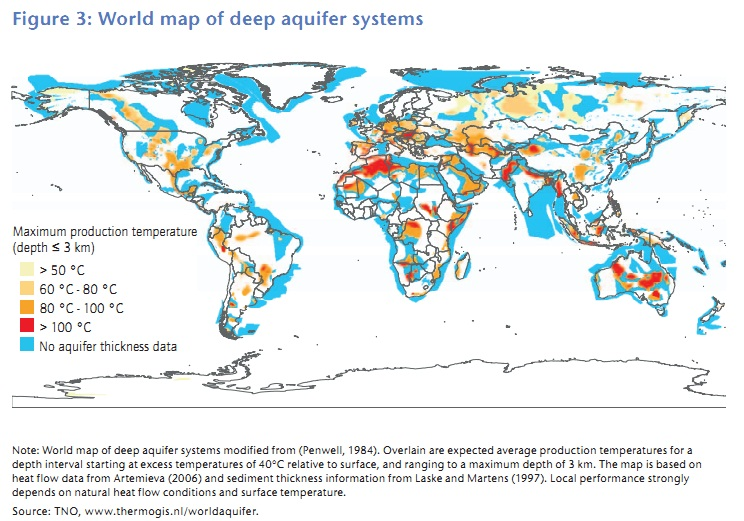 Figure 3: World map of deep aquifer systems
Maximum production temperature
(depth ≤ 3 km)
> 50 °C
60 °C - 80 °C
80 °C - 100 °C
> 100 °C
No aquifer thickness data
Note: World map of deep aquifer systems modified from (Penwell, 1984). Overlain are expected average production temperatures for a
depth interval starting at excess temperatures of 40°C relative to surface, and ranging to a maximum depth of 3 km. The map is based on
heat flow data from Artemieva (2006) and sediment thickness information from Laske and Martens (1997). Local performance strongly
depends on natural heat flow conditions and surface temperature.
Source: TNO, www.thermogis.nl/worldaquifer.